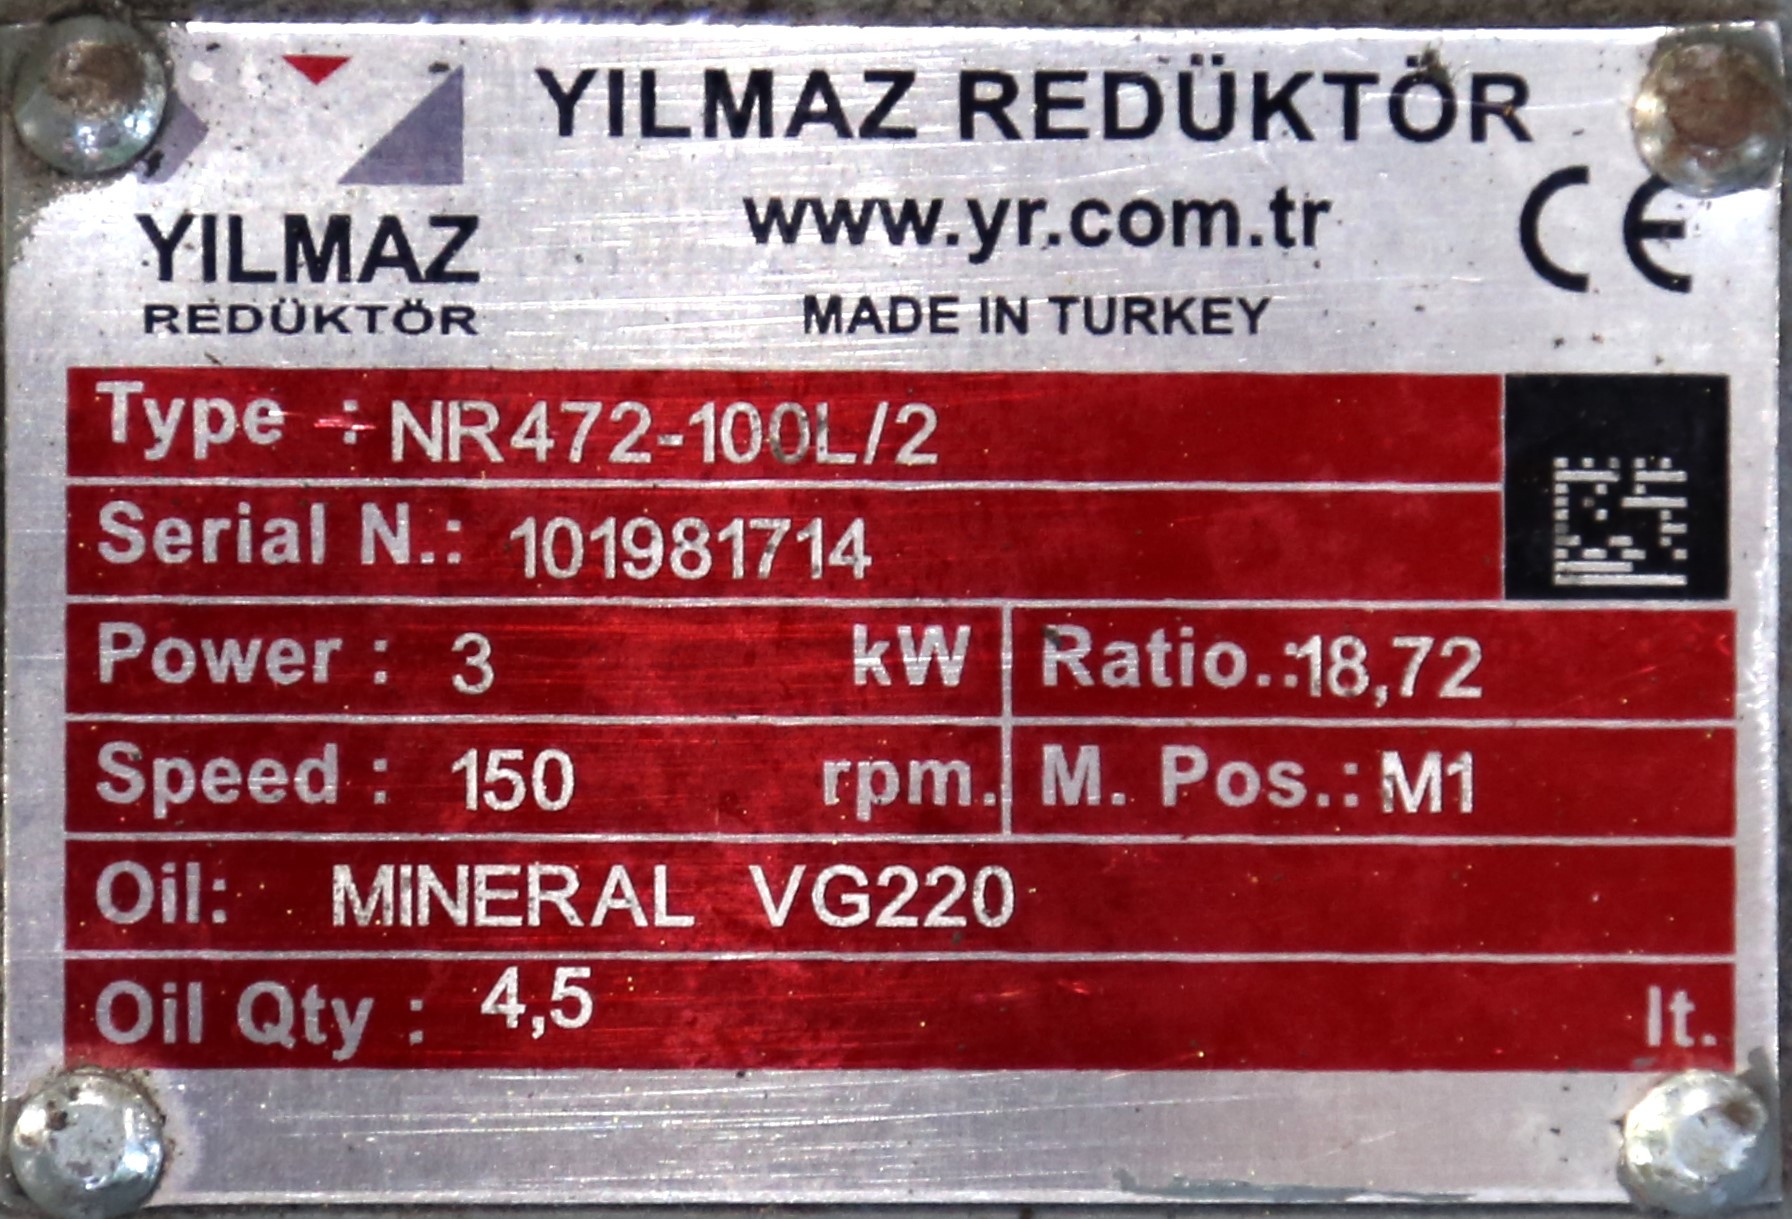 YILMAZ REDÜKTÖR
www.yr.com.tr
MADE IN TURKEY
CE
YILMAZ
REDÜKTÖR
Type : NR472-100L/2
Serial N.: 101981714
Power : 3 kW
Ratio.:18,72
Speed : 150 rpm.
M. Pos.: M1
Oil: MINERAL VG220
Oil Qty : 4,5 lt.